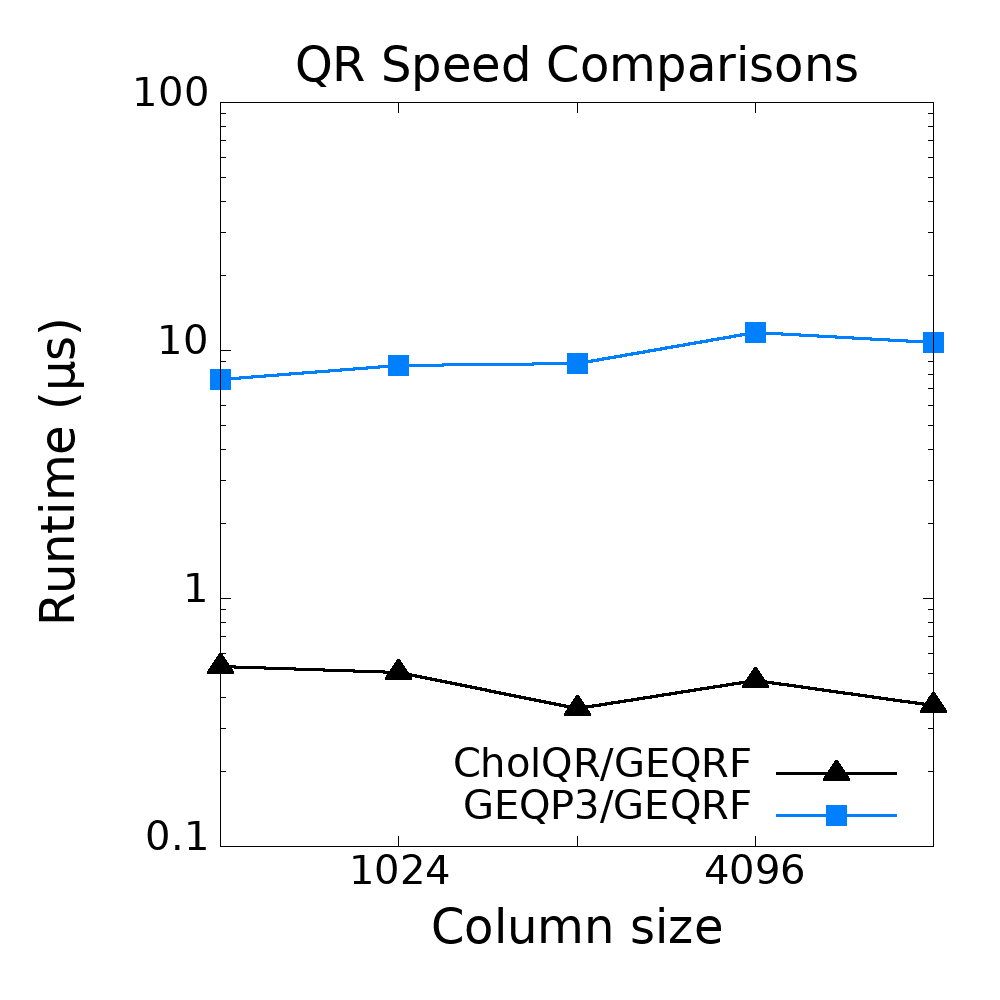 QR Speed Comparisons
100
10
1
0.1
Runtime (µs)
CholQR/GEQRF
GEQP3/GEQRF
1024
4096
Column size